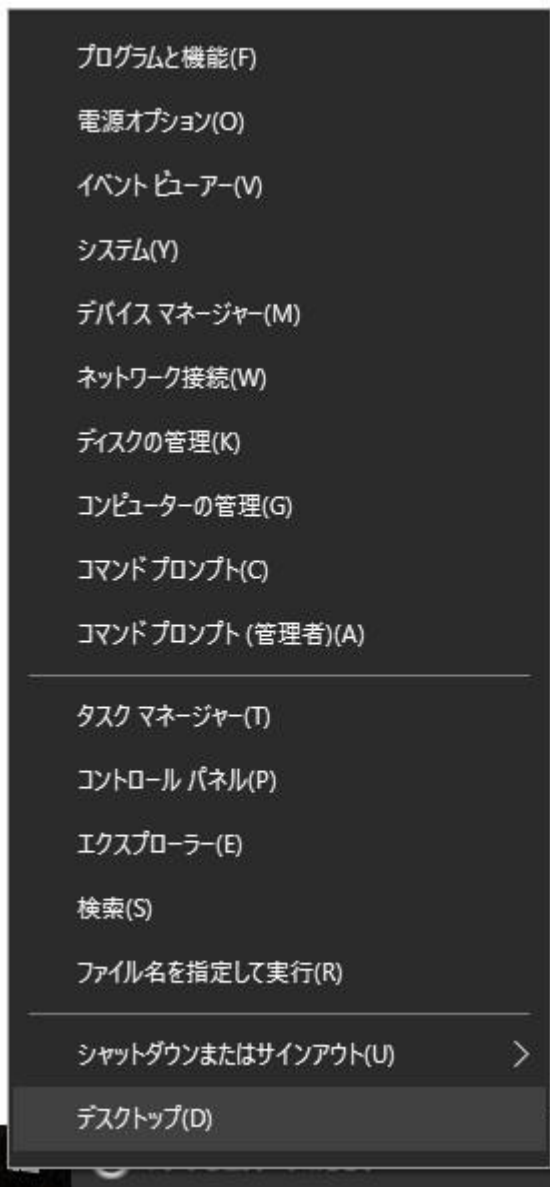 プログラムと機能(F)
電源オプション(O)
イベント ビューアー(V)
システム(Y)
デバイス マネージャー(M)
ネットワーク接続(W)
ディスクの管理(K)
コンピューターの管理(G)
コマンド プロンプト(C)
コマンド プロンプト (管理者)(A)
タスク マネージャー(T)
コントロール パネル(P)
エクスプローラー(E)
検索(S)
ファイル名を指定して実行(R)
シャットダウンまたはサインアウト(U)
デスクトップ(D)